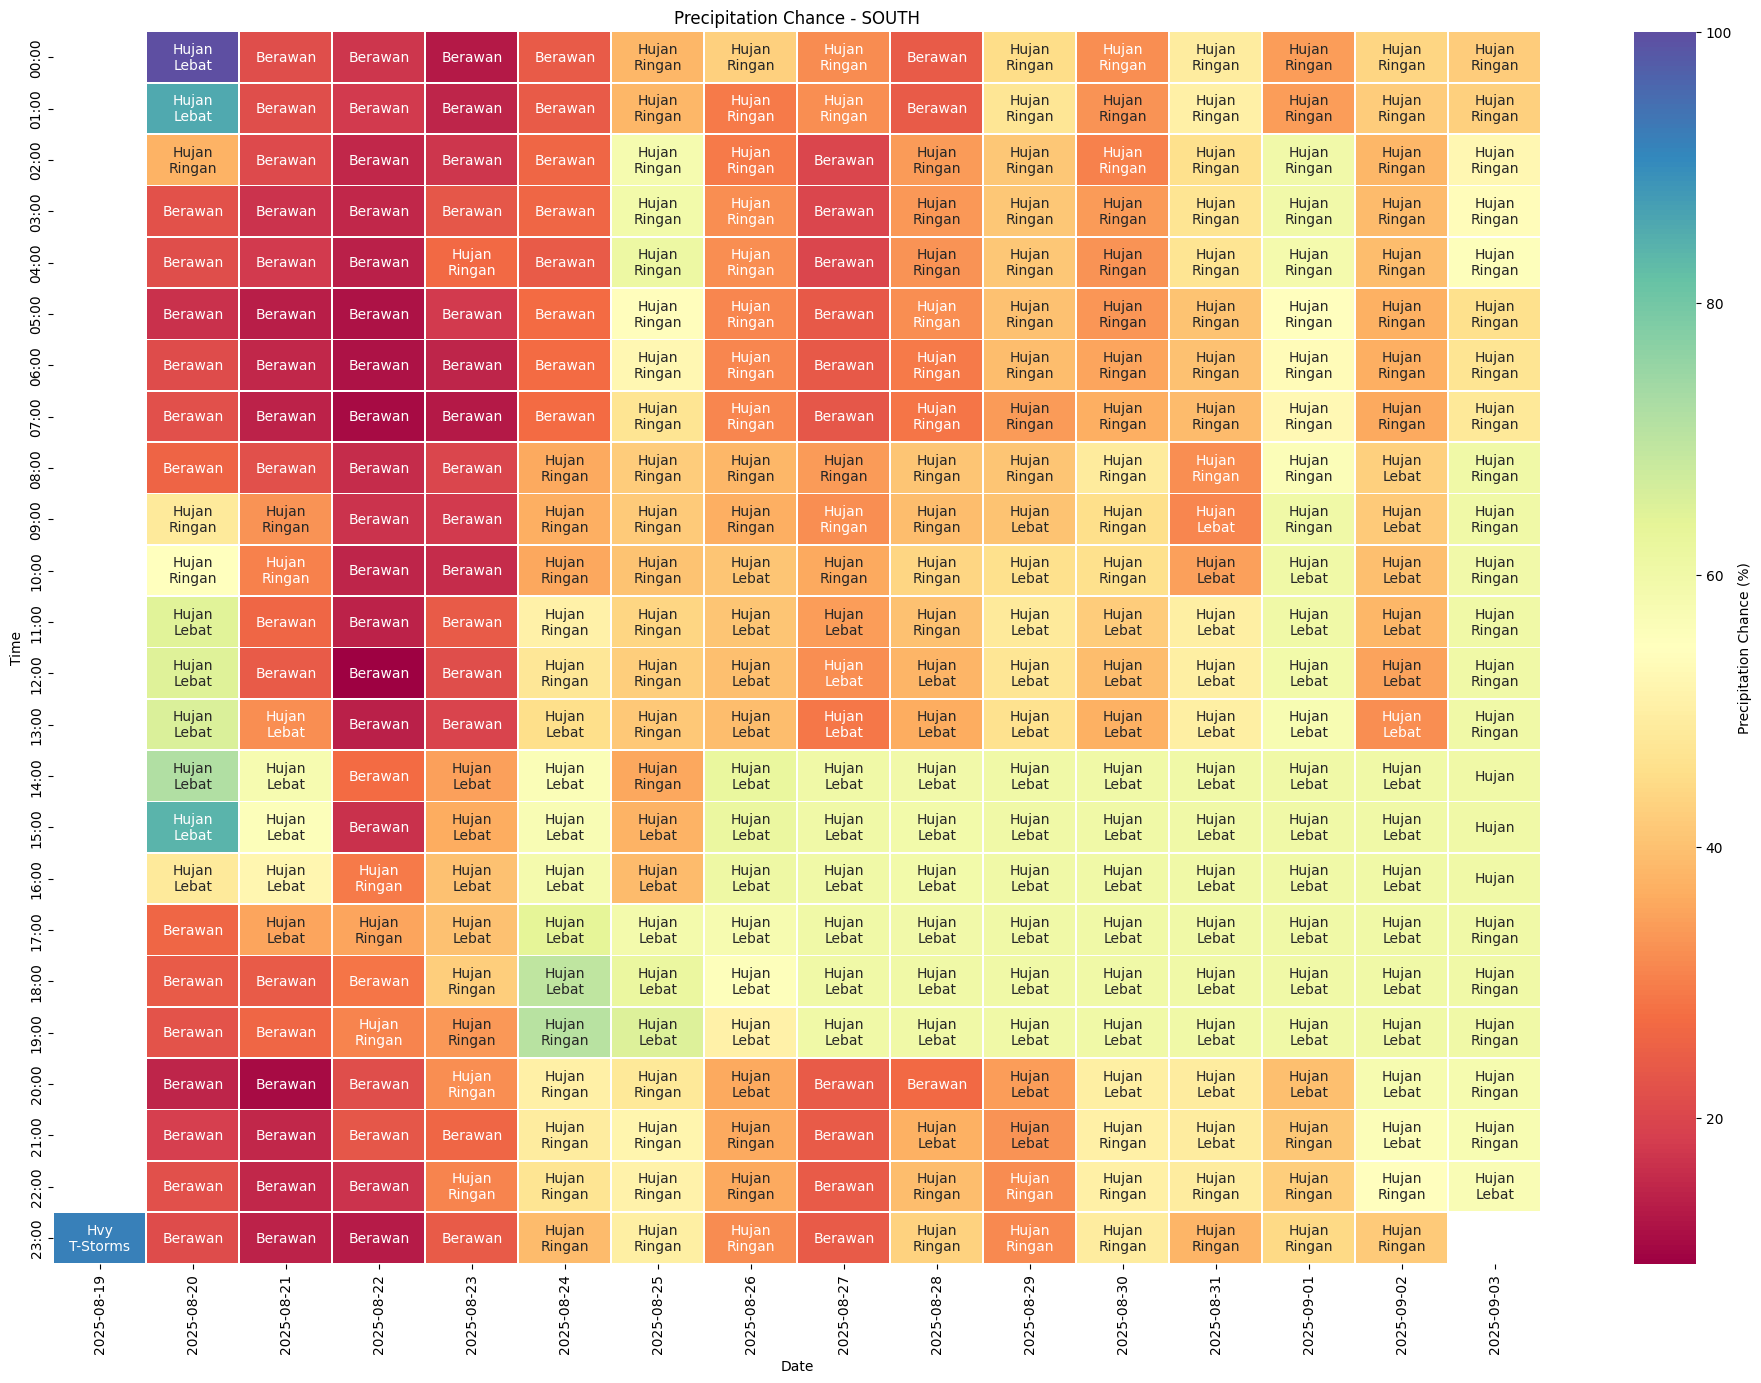 Precipitation Chance - SOUTH
00:00 Hujan Lebat Berawan Berawan Berawan Berawan Hujan Ringan Hujan Ringan Hujan Ringan Berawan Hujan Ringan Hujan Ringan Hujan Ringan Hujan Ringan Hujan Ringan Hujan Ringan
01:00 Hujan Lebat Berawan Berawan Berawan Berawan Hujan Ringan Hujan Ringan Hujan Ringan Berawan Hujan Ringan Hujan Ringan Hujan Ringan Hujan Ringan Hujan Ringan Hujan Ringan
02:00 Hujan Ringan Berawan Berawan Berawan Berawan Hujan Ringan Hujan Ringan Berawan Hujan Ringan Hujan Ringan Hujan Ringan Hujan Ringan Hujan Ringan Hujan Ringan Hujan Ringan
03:00 Berawan Berawan Berawan Berawan Berawan Hujan Ringan Hujan Ringan Berawan Hujan Ringan Hujan Ringan Hujan Ringan Hujan Ringan Hujan Ringan Hujan Ringan Hujan Ringan
04:00 Berawan Berawan Berawan Hujan Ringan Berawan Hujan Ringan Hujan Ringan Berawan Hujan Ringan Hujan Ringan Hujan Ringan Hujan Ringan Hujan Ringan Hujan Ringan Hujan Ringan
05:00 Berawan Berawan Berawan Berawan Berawan Hujan Ringan Hujan Ringan Berawan Hujan Ringan Hujan Ringan Hujan Ringan Hujan Ringan Hujan Ringan Hujan Ringan Hujan Ringan
06:00 Berawan Berawan Berawan Berawan Berawan Hujan Ringan Hujan Ringan Berawan Hujan Ringan Hujan Ringan Hujan Ringan Hujan Ringan Hujan Ringan Hujan Ringan Hujan Ringan
07:00 Berawan Berawan Berawan Berawan Berawan Hujan Ringan Hujan Ringan Berawan Hujan Ringan Hujan Ringan Hujan Ringan Hujan Ringan Hujan Ringan Hujan Ringan Hujan Ringan
08:00 Berawan Berawan Berawan Berawan Hujan Ringan Hujan Ringan Hujan Ringan Hujan Ringan Hujan Ringan Hujan Ringan Hujan Ringan Hujan Ringan Hujan Ringan Hujan Lebat Hujan Ringan
09:00 Hujan Ringan Hujan Ringan Berawan Berawan Hujan Ringan Hujan Ringan Hujan Ringan Hujan Ringan Hujan Ringan Hujan Lebat Hujan Ringan Hujan Lebat Hujan Ringan Hujan Lebat Hujan Ringan
10:00 Hujan Ringan Hujan Ringan Berawan Berawan Hujan Ringan Hujan Ringan Hujan Lebat Hujan Ringan Hujan Ringan Hujan Lebat Hujan Ringan Hujan Lebat Hujan Lebat Hujan Lebat Hujan Ringan
11:00 Hujan Lebat Berawan Berawan Berawan Hujan Ringan Hujan Ringan Hujan Lebat Hujan Lebat Hujan Ringan Hujan Lebat Hujan Lebat Hujan Lebat Hujan Lebat Hujan Lebat Hujan Ringan
12:00 Hujan Lebat Berawan Berawan Berawan Hujan Ringan Hujan Ringan Hujan Lebat Hujan Lebat Hujan Lebat Hujan Lebat Hujan Lebat Hujan Lebat Hujan Lebat Hujan Lebat Hujan Ringan
13:00 Hujan Lebat Hujan Lebat Berawan Berawan Hujan Lebat Hujan Ringan Hujan Lebat Hujan Lebat Hujan Lebat Hujan Lebat Hujan Lebat Hujan Lebat Hujan Lebat Hujan Lebat Hujan Ringan
14:00 Hujan Lebat Hujan Lebat Berawan Hujan Lebat Hujan Lebat Hujan Ringan Hujan Lebat Hujan Lebat Hujan Lebat Hujan Lebat Hujan Lebat Hujan Lebat Hujan Lebat Hujan Lebat Hujan
15:00 Hujan Lebat Hujan Lebat Berawan Hujan Lebat Hujan Lebat Hujan Lebat Hujan Lebat Hujan Lebat Hujan Lebat Hujan Lebat Hujan Lebat Hujan Lebat Hujan Lebat Hujan Lebat Hujan
16:00 Hujan Lebat Hujan Lebat Hujan Ringan Hujan Lebat Hujan Lebat Hujan Lebat Hujan Lebat Hujan Lebat Hujan Lebat Hujan Lebat Hujan Lebat Hujan Lebat Hujan Lebat Hujan Lebat Hujan
17:00 Berawan Hujan Lebat Hujan Ringan Hujan Lebat Hujan Lebat Hujan Lebat Hujan Lebat Hujan Lebat Hujan Lebat Hujan Lebat Hujan Lebat Hujan Lebat Hujan Lebat Hujan Lebat Hujan Ringan
18:00 Berawan Berawan Berawan Hujan Ringan Hujan Lebat Hujan Lebat Hujan Lebat Hujan Lebat Hujan Lebat Hujan Lebat Hujan Lebat Hujan Lebat Hujan Lebat Hujan Lebat Hujan Ringan
19:00 Berawan Berawan Hujan Ringan Hujan Ringan Hujan Ringan Hujan Lebat Hujan Lebat Hujan Lebat Hujan Lebat Hujan Lebat Hujan Lebat Hujan Lebat Hujan Lebat Hujan Lebat Hujan Ringan
20:00 Berawan Berawan Berawan Hujan Ringan Hujan Ringan Hujan Ringan Hujan Lebat Berawan Berawan Hujan Lebat Hujan Lebat Hujan Lebat Hujan Lebat Hujan Lebat Hujan Ringan
21:00 Berawan Berawan Berawan Berawan Hujan Ringan Hujan Ringan Hujan Ringan Berawan Hujan Lebat Hujan Lebat Hujan Ringan Hujan Lebat Hujan Ringan Hujan Lebat Hujan Ringan
22:00 Berawan Berawan Berawan Hujan Ringan Hujan Ringan Hujan Ringan Hujan Ringan Berawan Hujan Ringan Hujan Ringan Hujan Ringan Hujan Ringan Hujan Ringan Hujan Ringan Hujan Lebat
23:00 Hvy T-Storms Berawan Berawan Berawan Berawan Hujan Ringan Hujan Ringan Hujan Ringan Berawan Hujan Ringan Hujan Ringan Hujan Ringan Hujan Ringan Hujan Ringan Hujan Ringan
Time
2025-08-19 2025-08-20 2025-08-21 2025-08-22 2025-08-23 2025-08-24 2025-08-25 2025-08-26 2025-08-27 2025-08-28 2025-08-29 2025-08-30 2025-08-31 2025-09-01 2025-09-02 2025-09-03
Date
100
80
60
40
20
Precipitation Chance (%)